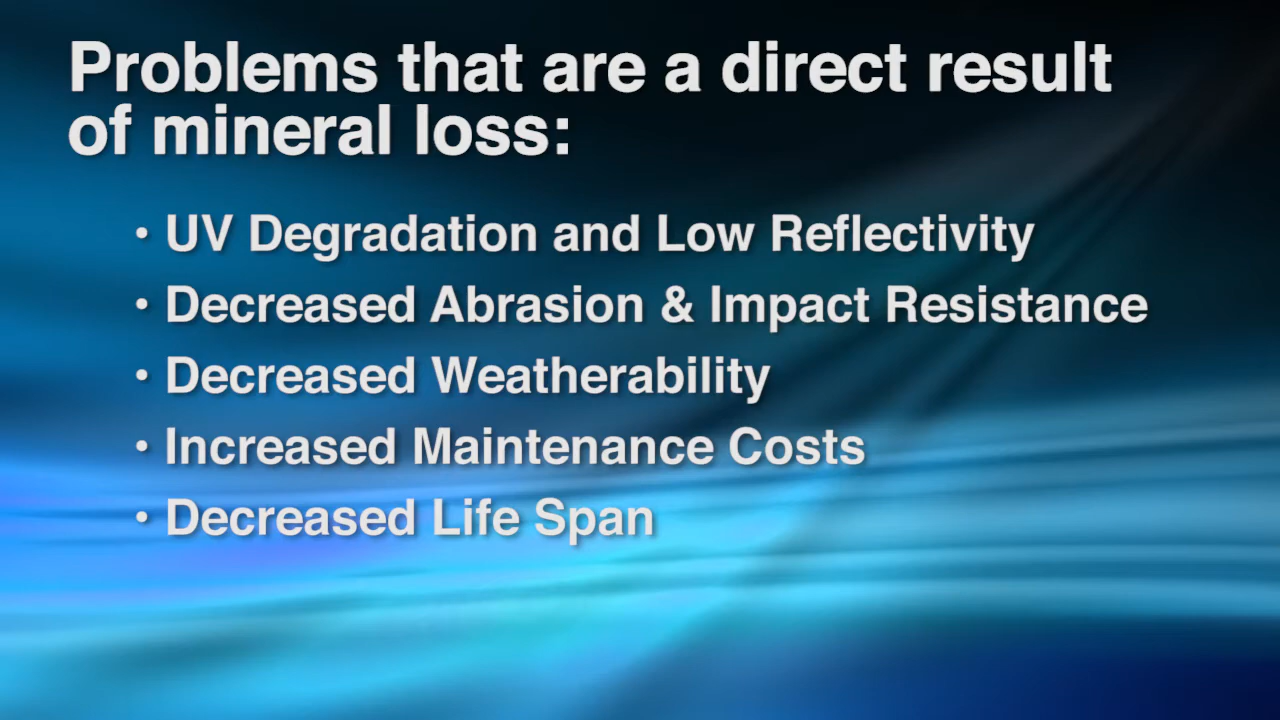 Problems that are a direct result
of mineral loss:
• UV Degradation and Low Reflectivity
• Decreased Abrasion & Impact Resistance
• Decreased Weatherability
• Increased Maintenance Costs
• Decreased Life Span